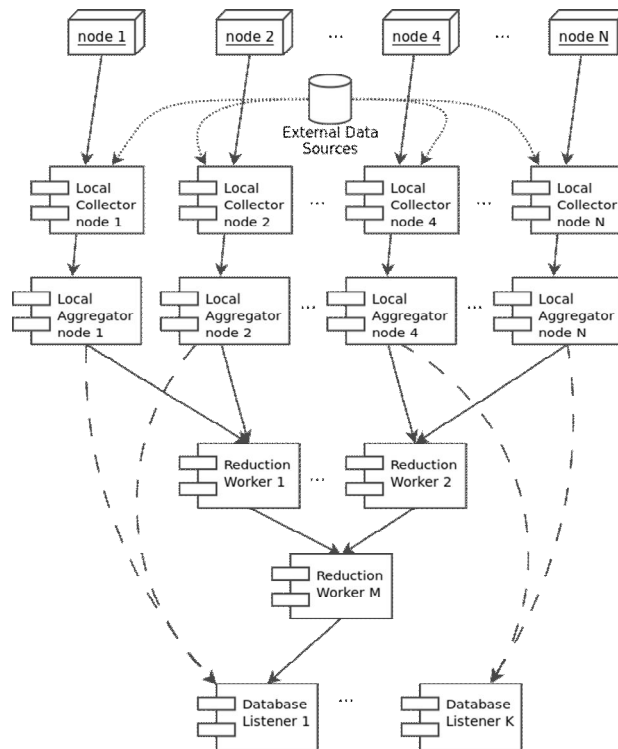 node 1
node 2
...
node 4
...
node N
External Data
Sources
Local
Collector
node 1
Local
Collector
node 2
...
Local
Collector
node 4
...
Local
Collector
node N
Local
Aggregator
node 1
Local
Aggregator
node 2
...
Local
Aggregator
node 4
...
Local
Aggregator
node N
Reduction
Worker 1
...
Reduction
Worker 2
Reduction
Worker M
Database
Listener 1
...
Database
Listener K